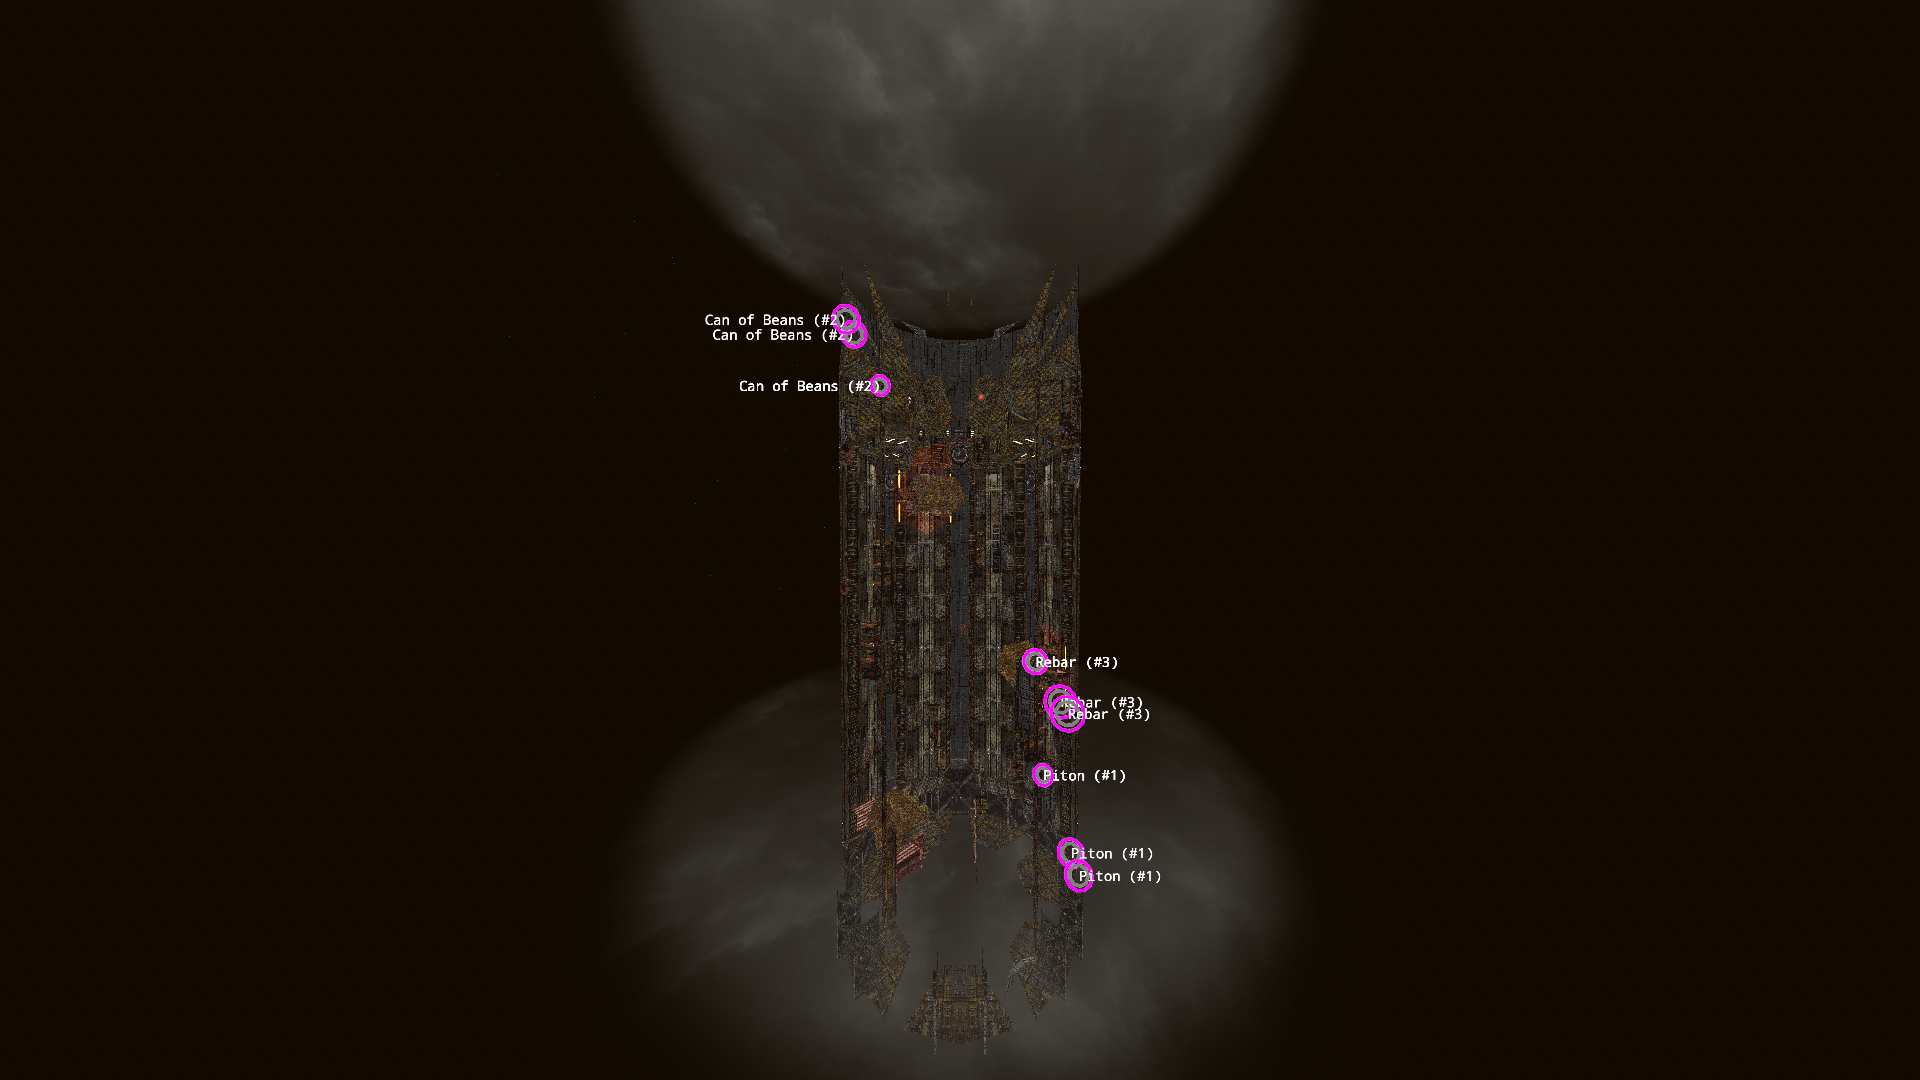 Can of Beans (#2)
Can of Beans (#2)
Can of Beans (#2)
Rebar (#3)
Rebar (#3)
Rebar (#3)
Piton (#1)
Piton (#1)
Piton (#1)